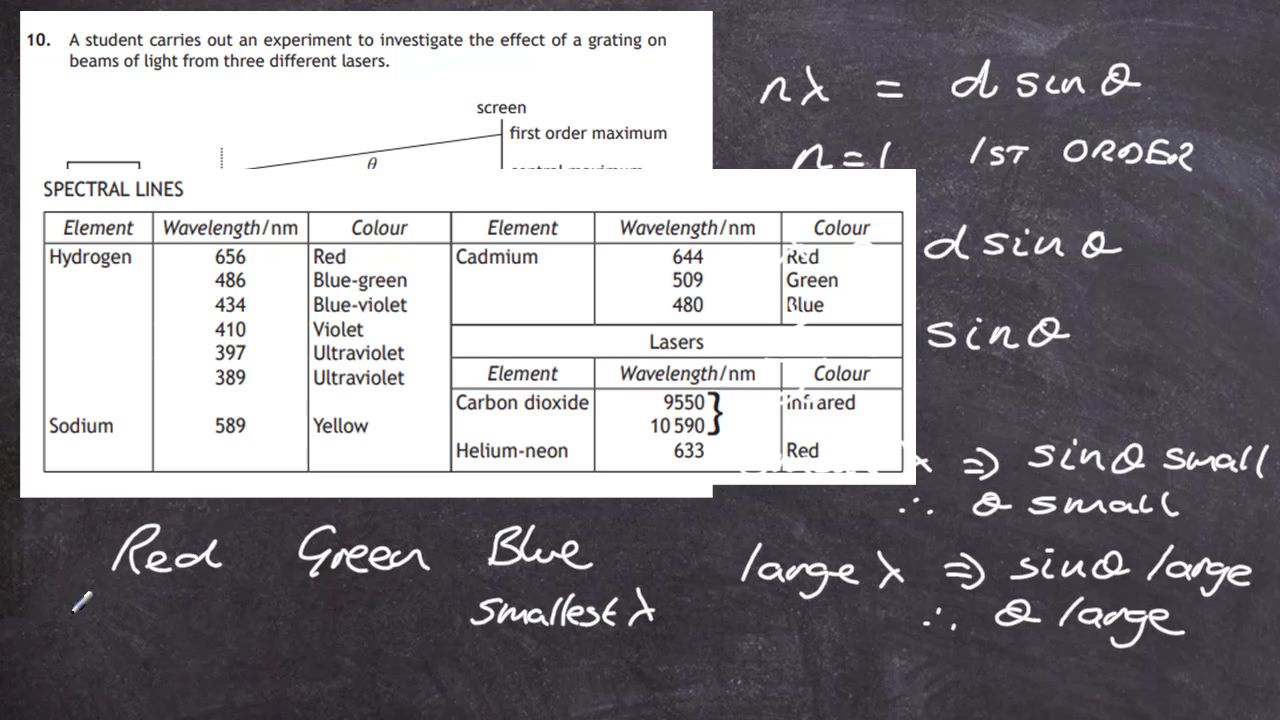 10. A student carries out an experiment to investigate the effect of a grating on
beams of light from three different lasers.
screen
first order maximum
θ
SPECTRAL LINES
Element Wavelength/nm Colour Element Wavelength/nm Colour
Hydrogen 656 Red Cadmium 644 Red
486 Blue-green 509 Green
434 Blue-violet 480 Blue
410 Violet
Lasers
397 Ultraviolet
389 Ultraviolet Element Wavelength/nm Colour
Carbon dioxide 9550 } Infrared
Sodium 589 Yellow 10 590
Helium-neon 633 Red
nλ = d sin θ
n = 1 1ST ORDER
d sin θ
sin θ
λ ⇒ sin θ small
∴ θ small
large λ ⇒ sin θ large
∴ θ large
Red Green Blue
smallest λ